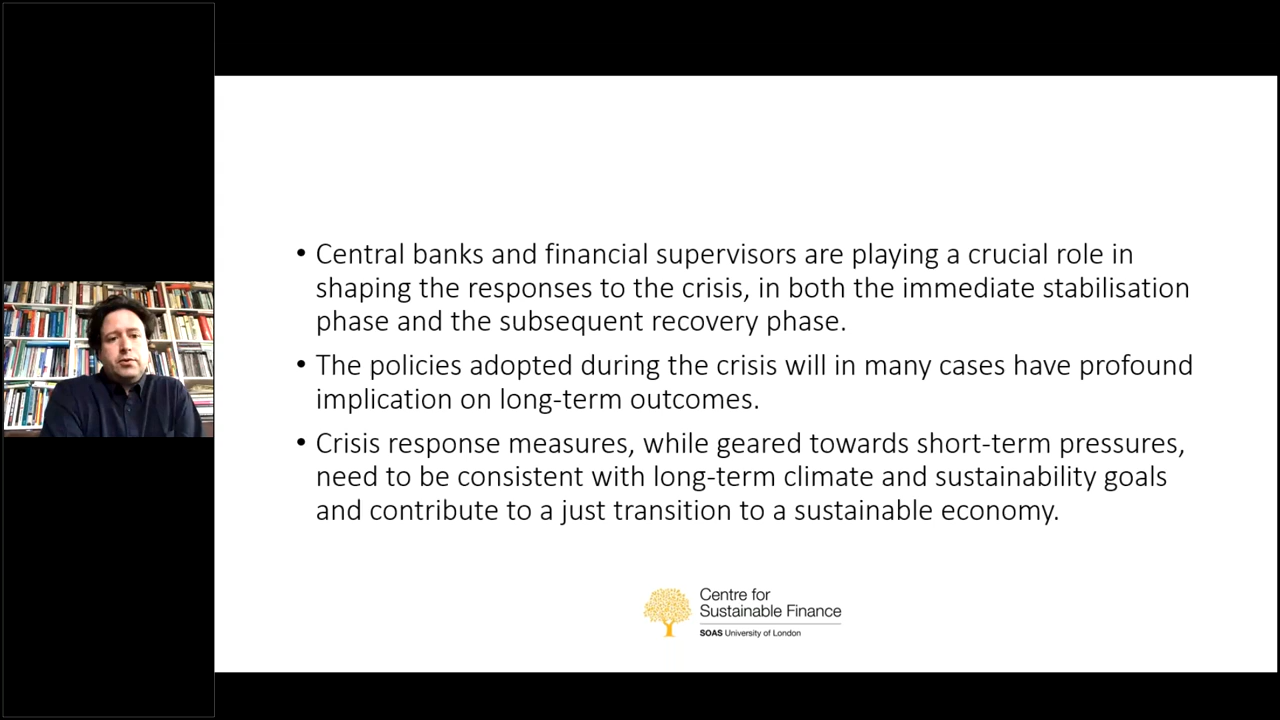 • Central banks and financial supervisors are playing a crucial role in
shaping the responses to the crisis, in both the immediate stabilisation
phase and the subsequent recovery phase.
• The policies adopted during the crisis will in many cases have profound
implication on long-term outcomes.
• Crisis response measures, while geared towards short-term pressures,
need to be consistent with long-term climate and sustainability goals
and contribute to a just transition to a sustainable economy.
Centre for
Sustainable Finance
SOAS University of London